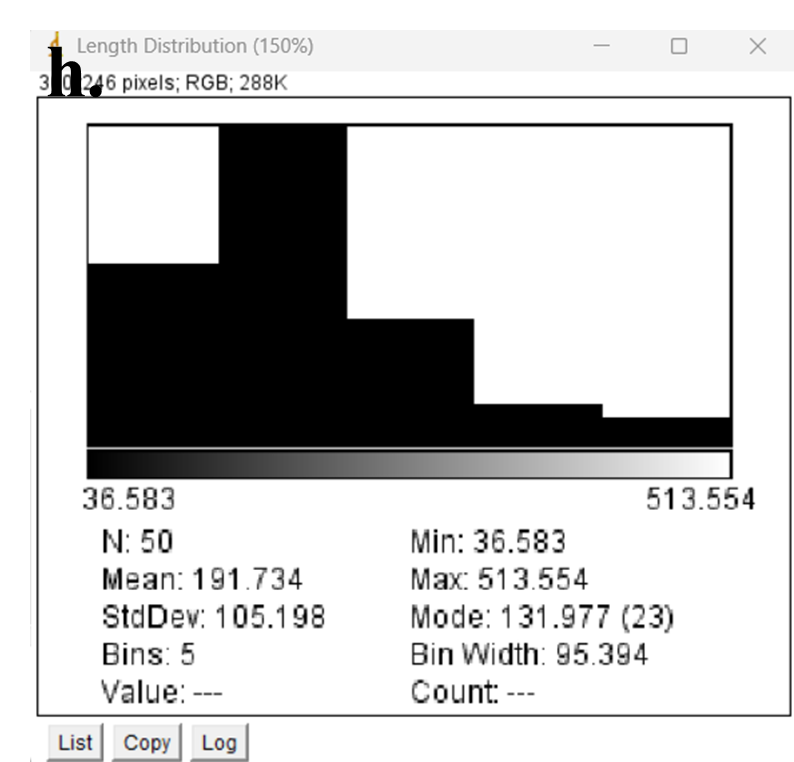 Length Distribution (150%)
h.
246 pixels; RGB; 288K
36.583 513.554
N: 50 Min: 36.583
Mean: 191.734 Max: 513.554
StdDev: 105.198 Mode: 131.977 (23)
Bins: 5 Bin Width: 95.394
Value: --- Count: ---
List Copy Log